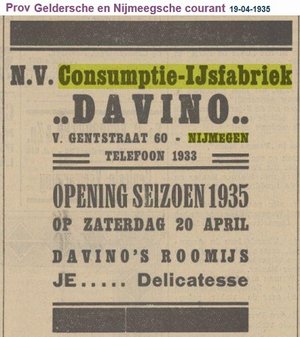 Prov Geldersche en Nijmeegsche courant 19-04-1935
N.V. Consumptie-IJsfabriek
„DAVINO„
V. GENTSTRAAT 60 - NIJMEGEN
TELEFOON 1933
OPENING SEIZOEN 1935
OP ZATERDAG 20 APRIL
DAVINO'S ROOMIJS
JE..... Delicatesse